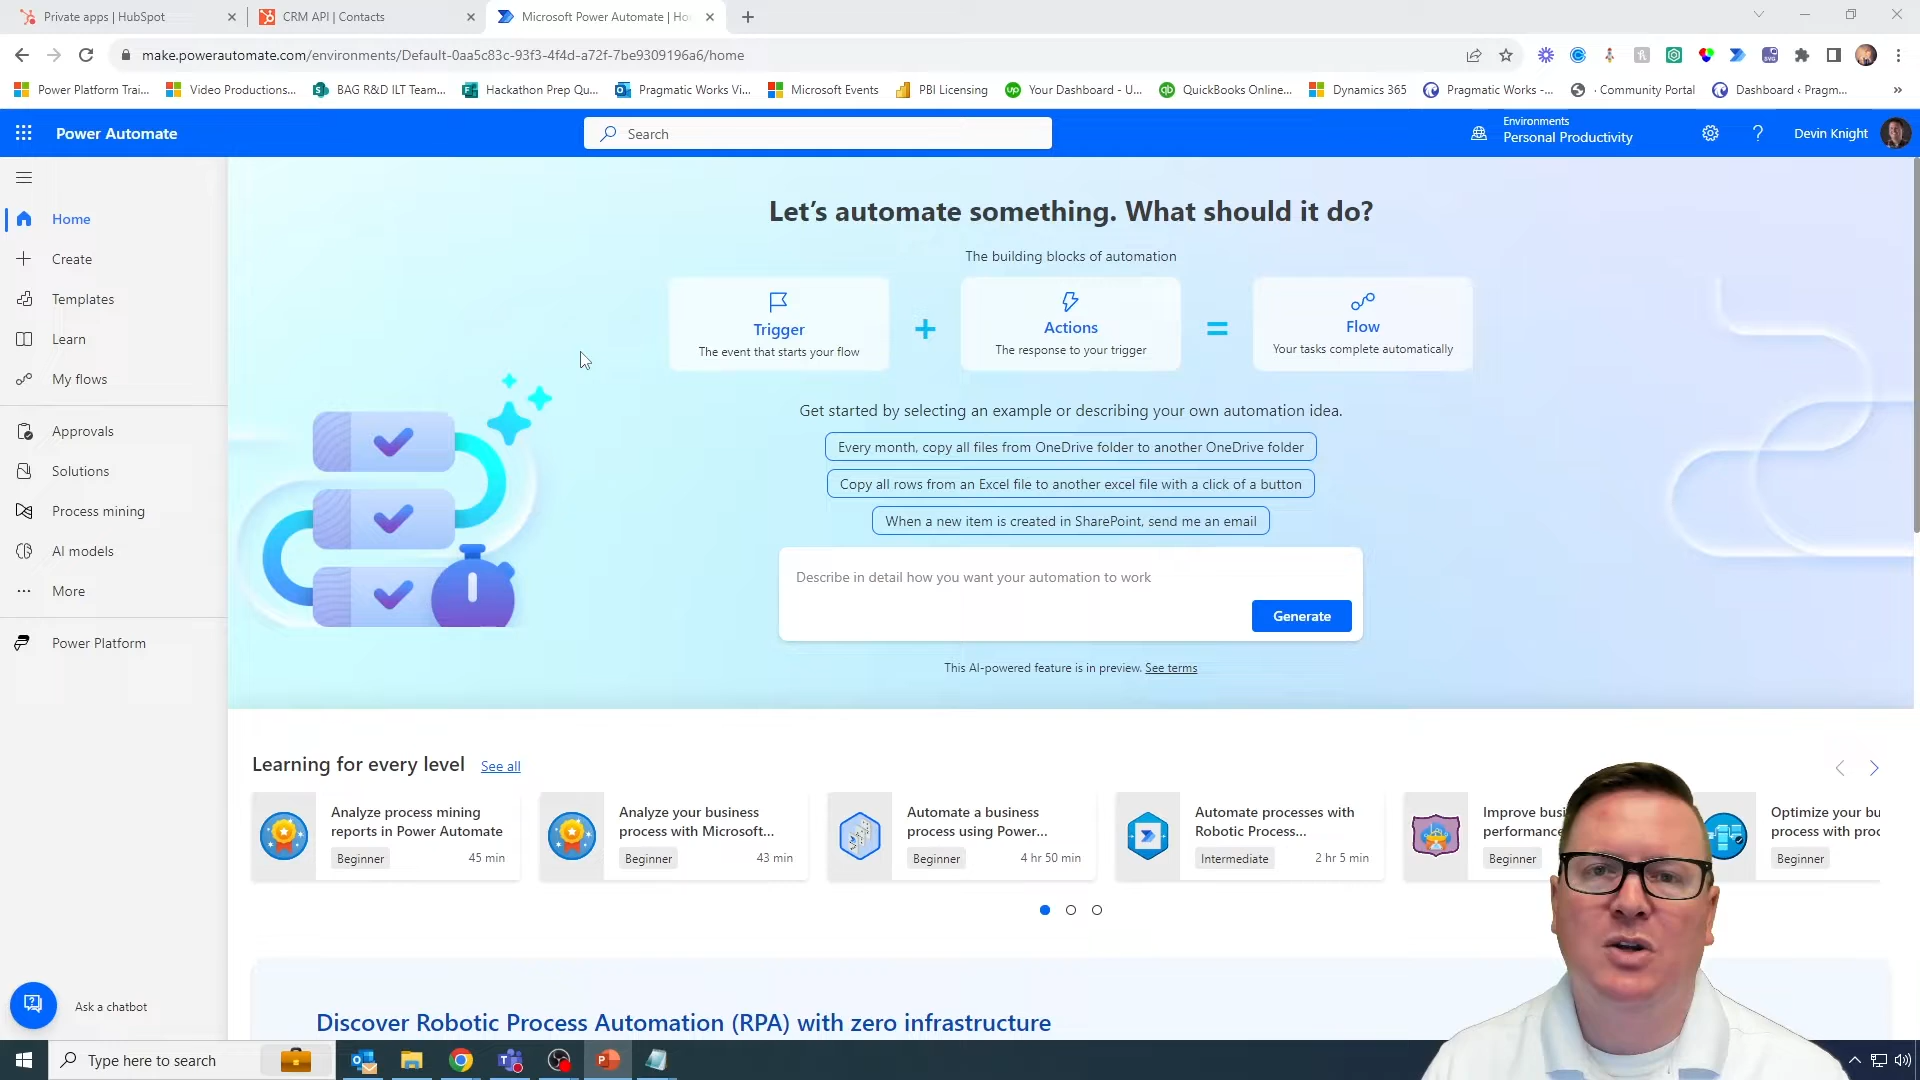 Private apps | HubSpot
CRM API | Contacts
Microsoft Power Automate | Ho
make.powerautomate.com/environments/Default-0aa5c83c-93f3-4f4d-a72f-7be9309196a6/home
Power Platform Trai...
Video Productions...
BAG R&D ILT Team...
Hackathon Prep Qu...
Pragmatic Works Vi...
Microsoft Events
PBI Licensing
Your Dashboard - U...
QuickBooks Online...
Dynamics 365
Pragmatic Works -...
· Community Portal
Dashboard ‹ Pragm...
»
Power Automate
Search
Environments
Personal Productivity
Devin Knight
Home
Create
Templates
Learn
My flows
Approvals
Solutions
Process mining
AI models
More
Power Platform
Ask a chatbot
Let's automate something. What should it do?
The building blocks of automation
Trigger
The event that starts your flow
+
Actions
The response to your trigger
=
Flow
Your tasks complete automatically
Get started by selecting an example or describing your own automation idea.
Every month, copy all files from OneDrive folder to another OneDrive folder
Copy all rows from an Excel file to another excel file with a click of a button
When a new item is created in SharePoint, send me an email
Describe in detail how you want your automation to work
Generate
This AI-powered feature is in preview. See terms
Learning for every level
See all
Analyze process mining
reports in Power Automate
Beginner
45 min
Analyze your business
process with Microsoft...
Beginner
43 min
Automate a business
process using Power...
Beginner
4 hr 50 min
Automate processes with
Robotic Process...
Intermediate
2 hr 5 min
Improve busi
performance
Beginner
Optimize your bu
process with proc
Beginner
Discover Robotic Process Automation (RPA) with zero infrastructure
Type here to search